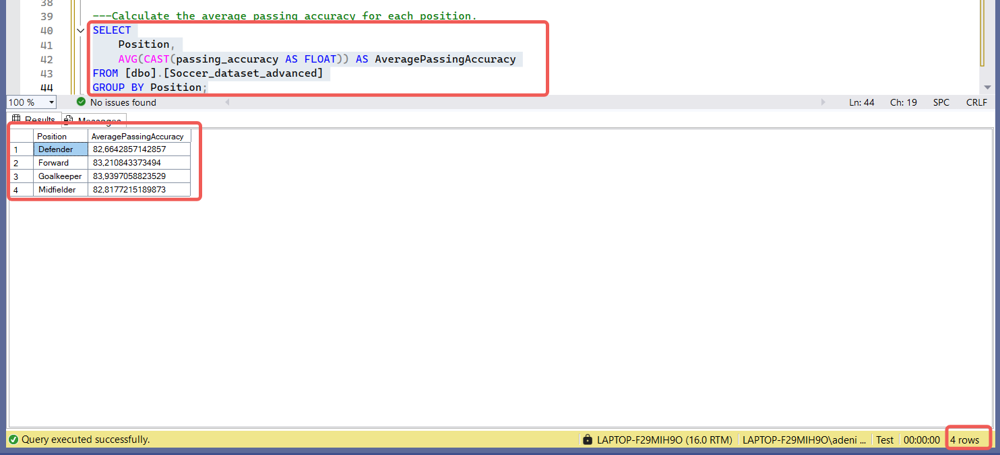 38
39 ---Calculate the average passing accuracy for each position.
40 SELECT
41 Position,
42 AVG(CAST(passing_accuracy AS FLOAT)) AS AveragePassingAccuracy
43 FROM [dbo].[Soccer_dataset_advanced]
44 GROUP BY Position;
100 % No issues found Ln: 44 Ch: 19 SPC CRLF
Results Messages
Position AveragePassingAccuracy
1 Defender 82,6642857142857
2 Forward 83,210843373494
3 Goalkeeper 83,9397058823529
4 Midfielder 82,8177215189873
Query executed successfully. LAPTOP-F29MIH9O (16.0 RTM) LAPTOP-F29MIH9O\adeni ... Test 00:00:00 4 rows